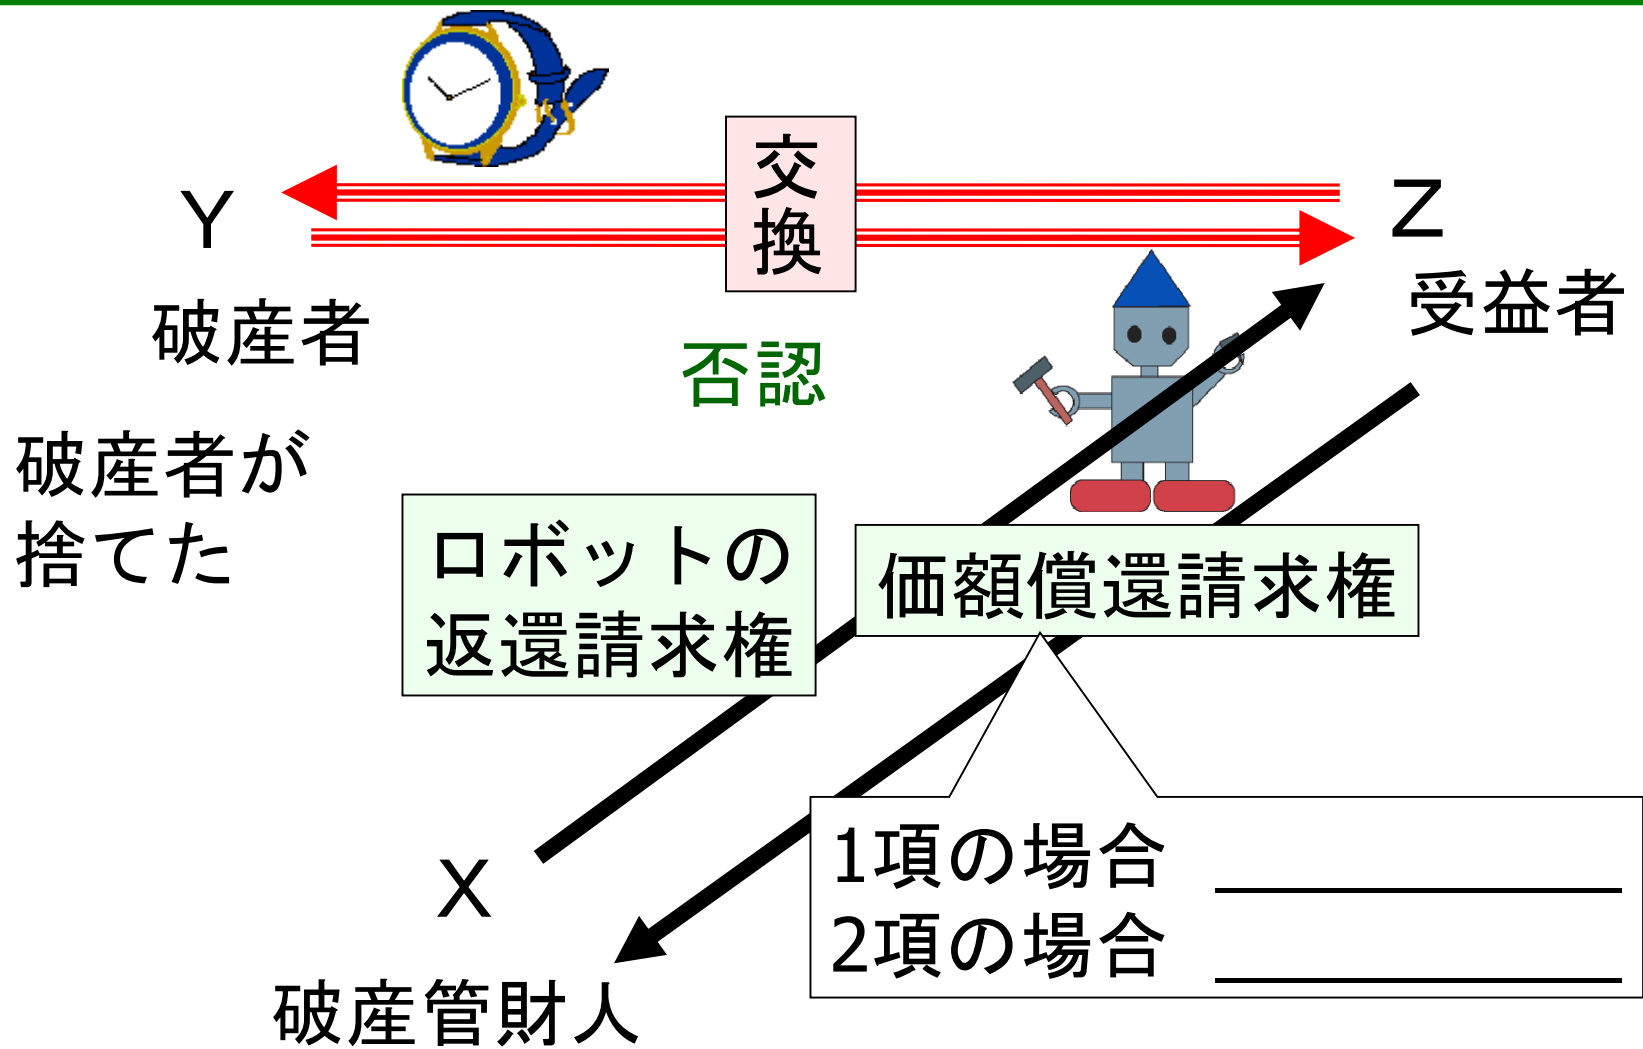 交換
Y
Z
破産者
受益者
否認
破産者が
捨てた
ロボットの
返還請求権
価額償還請求権
1項の場合
2項の場合
X
破産管財人